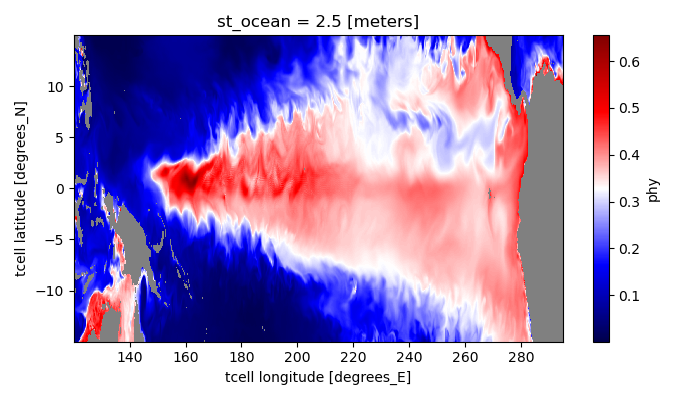 st_ocean = 2.5 [meters]
10
5
0
−5
−10
tcell latitude [degrees_N]
140 160 180 200 220 240 260 280
tcell longitude [degrees_E]
0.6
0.5
0.4
0.3
0.2
0.1
phy